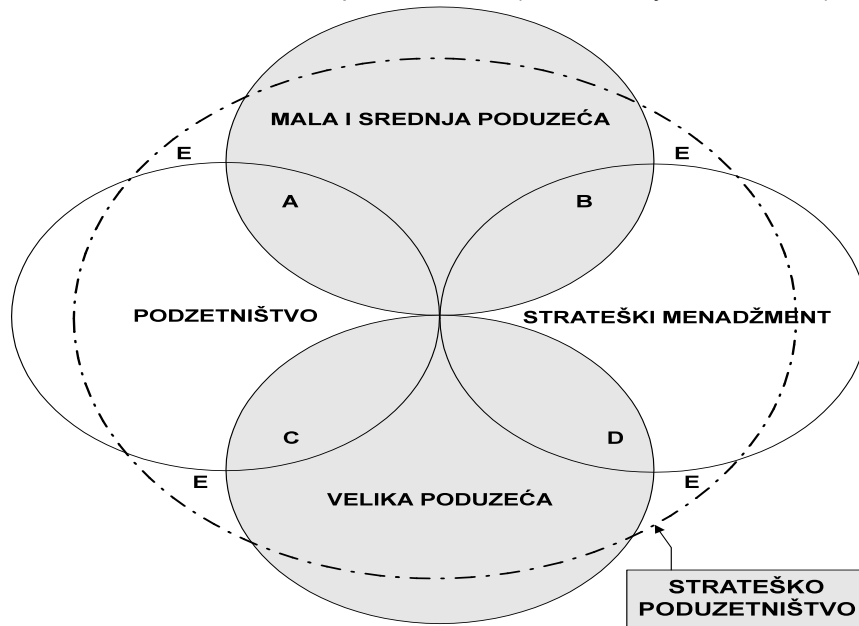 MALA I SREDNJA PODUZEĆA
E
E
A
B
PODZETNIŠTVO
STRATEŠKI MENADŽMENT
C
D
E
E
VELIKA PODUZEĆA
STRATEŠKO
PODUZETNIŠTVO